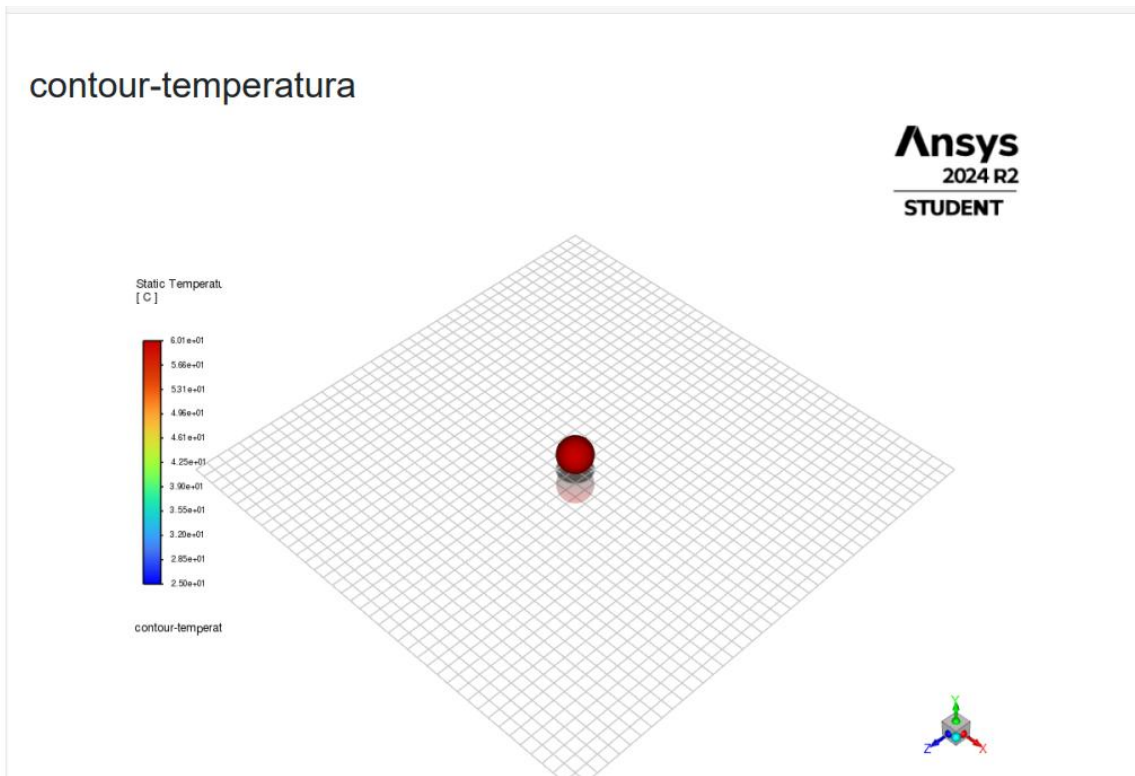 contour-temperatura
Ansys
2024 R2
STUDENT
Static Temperatu
[ C ]
6.01e+01
5.66e+01
5.31e+01
4.96e+01
4.61e+01
4.25e+01
3.90e+01
3.55e+01
3.20e+01
2.85e+01
2.50e+01
contour-temperat
Y
Z
X